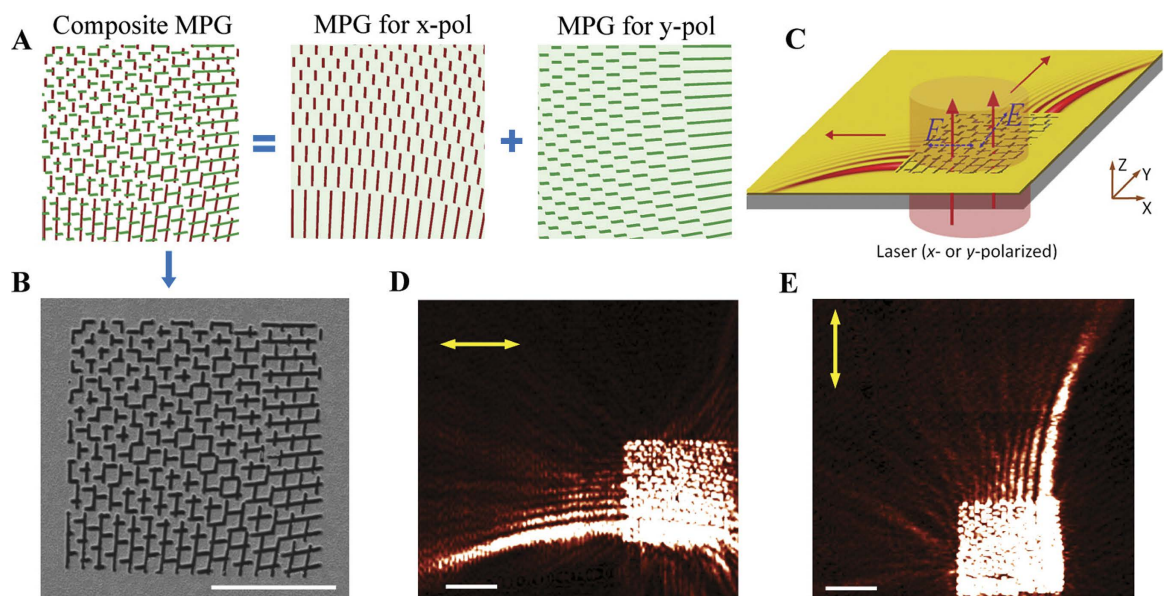 Composite MPG
MPG for x-pol
MPG for y-pol
A
=
+
C
E
E
Z
Y
X
Laser (x- or y-polarized)
B
D
E